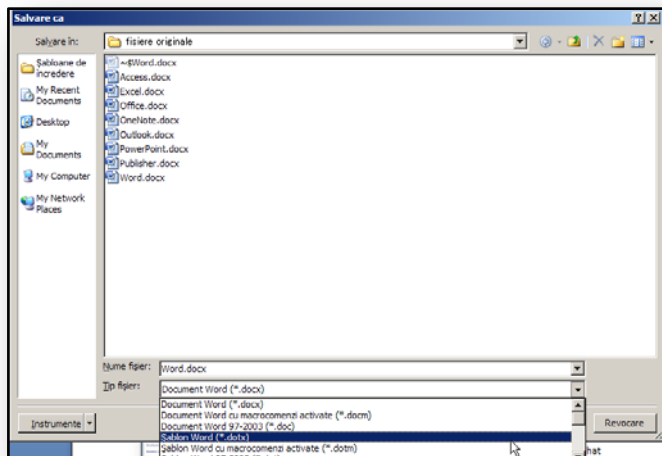 Salvare ca
Salvare în:
fisiere originale
Șabloane de
încredere
My Recent
Documents
Desktop
My
Documents
My Computer
My Network
Places
~$Word.docx
Access.docx
Excel.docx
Office.docx
OneNote.docx
Outlook.docx
PowerPoint.docx
Publisher.docx
Word.docx
Nume fișier:
Word.docx
Tip fișier:
Document Word (*.docx)
Document Word (*.docx)
Document Word cu macrocomenzi activate (*.docm)
Document Word 97-2003 (*.doc)
Șablon Word (*.dotx)
Șablon Word cu macrocomenzi activate (*.dotm)
Instrumente
Revocare
hat